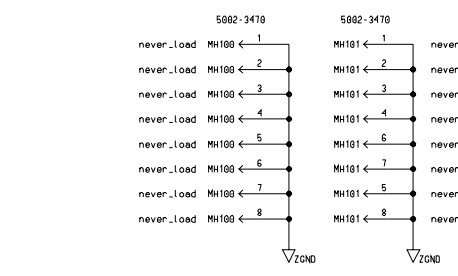 5002-3470 5002-3470
never_load MH100 1 MH101 1 never
never_load MH100 2 MH101 2 never
never_load MH100 3 MH101 3 never
never_load MH100 4 MH101 4 never
never_load MH100 5 MH101 6 never
never_load MH100 6 MH101 7 never
never_load MH100 7 MH101 5 never
never_load MH100 8 MH101 8 never
ZGND ZGND